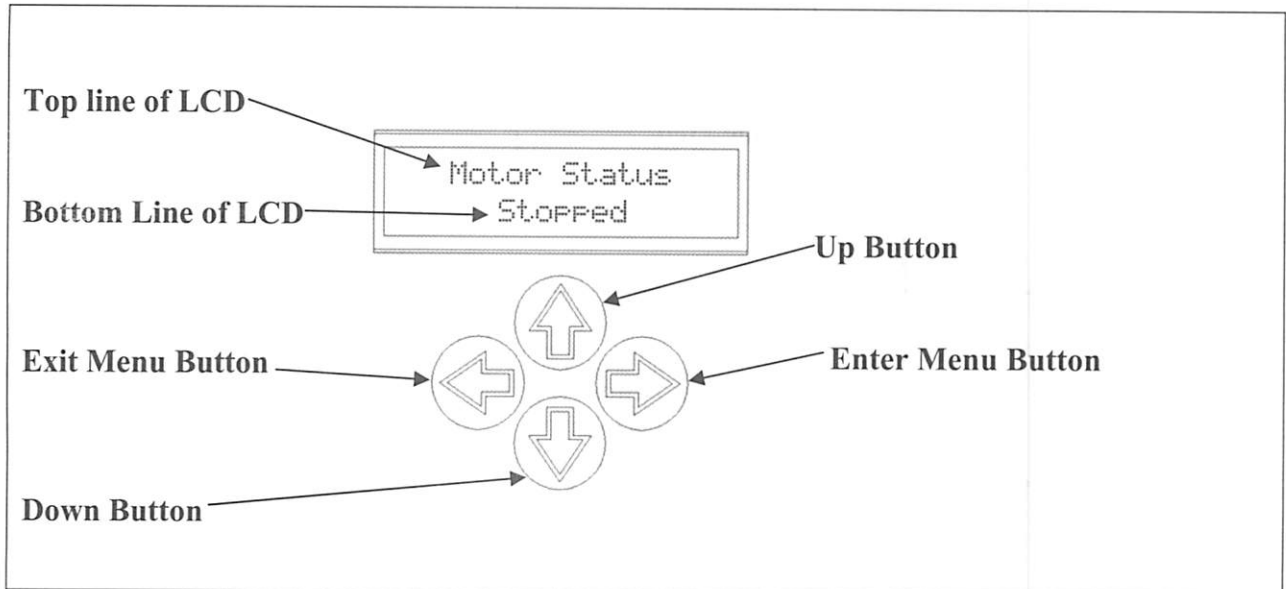 Top line of LCD
Motor Status
Bottom Line of LCD
Stopped
Up Button
Exit Menu Button
Enter Menu Button
Down Button